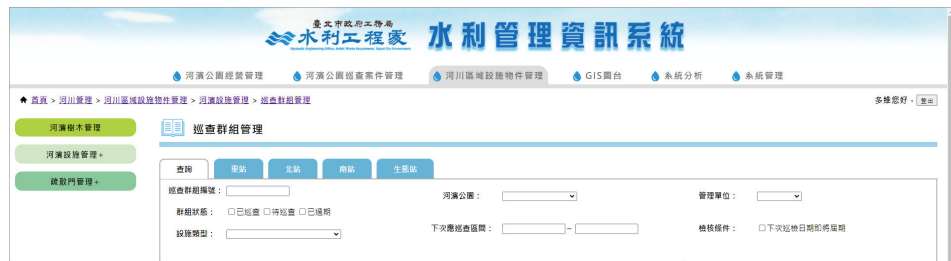 臺北市政府工務局
水利工程處 水利管理資訊系統
河濱公園經營管理 河濱公園巡查案件管理 河川區域設施物件管理 GIS圖台 系統分析 系統管理
首頁 > 河川管理 > 河川區域設施物件管理 > 河濱設施管理 > 巡查群組管理 多維您好， 登出
河濱樹木管理
巡查群組管理
河濱設施管理+
疏散門管理+
查詢 東站 北站 南站 生態站
巡查群組編號： 河濱公園： 管理單位：
群組狀態： 已巡查 待巡查 已逾期
設施類型： 下次應巡查區間： ~ 檢核條件： 下次巡檢日期即將屆期